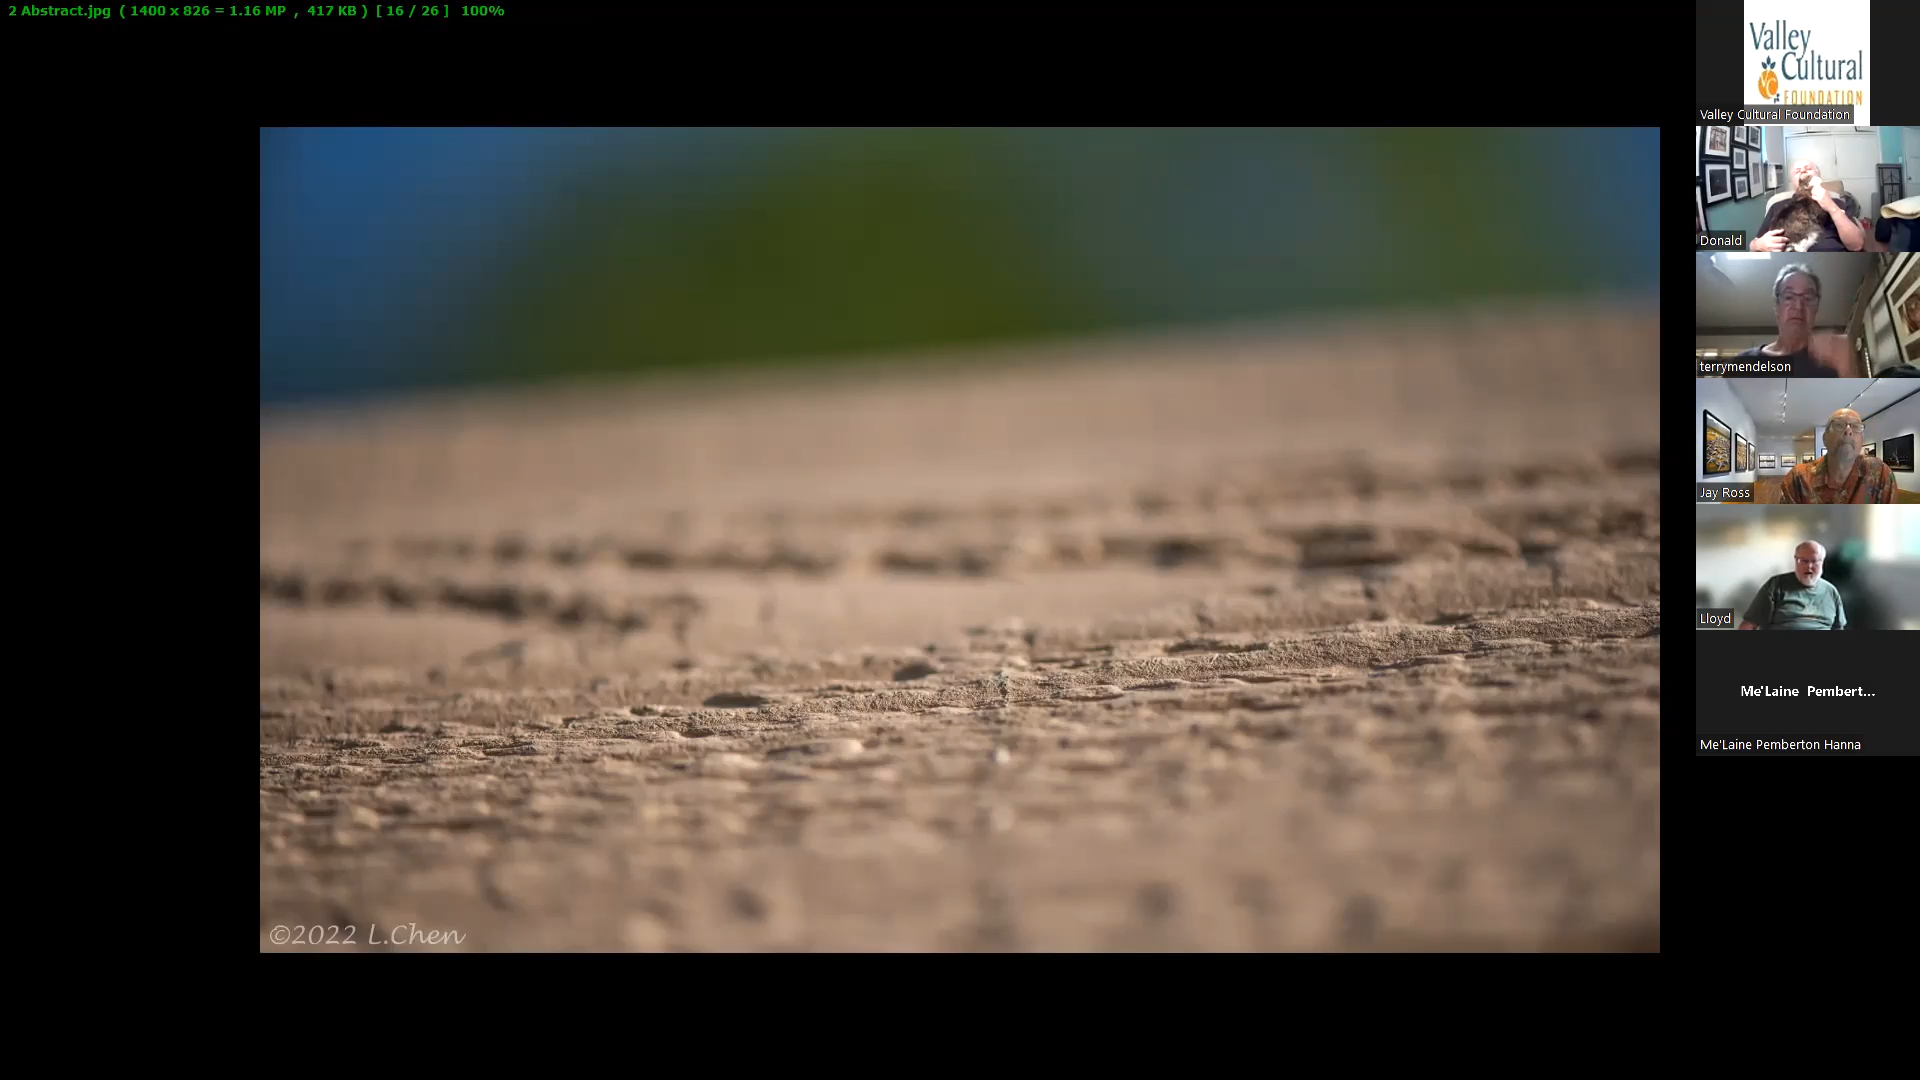 2 Abstract.jpg ( 1400 x 826 = 1.16 MP , 417 KB ) [ 16 / 26 ] 100%
Valley
Cultural
VC
FOUNDATION
Valley Cultural Foundation
Donald
terrymendelson
Jay Ross
Lloyd
Me'Laine Pembert...
Me'Laine Pemberton Hanna
©2022 L.Chen